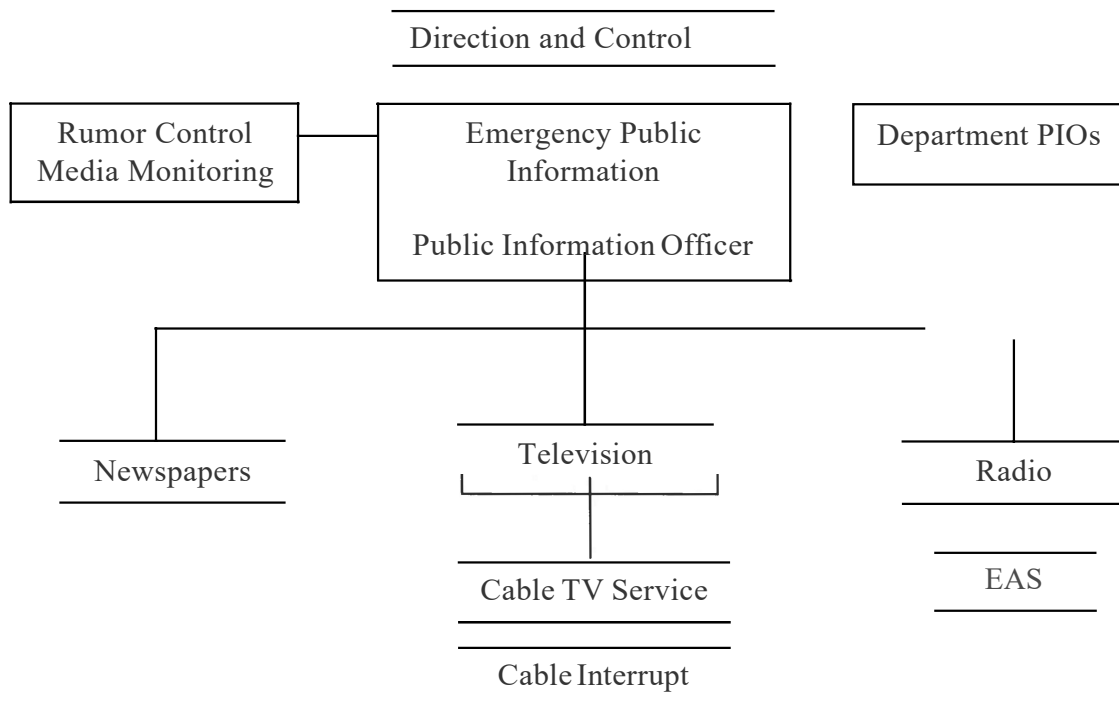 Direction and Control
Rumor Control
Media Monitoring
Emergency Public
Information
Public Information Officer
Department PIOs
Newspapers
Television
Radio
Cable TV Service
EAS
Cable Interrupt